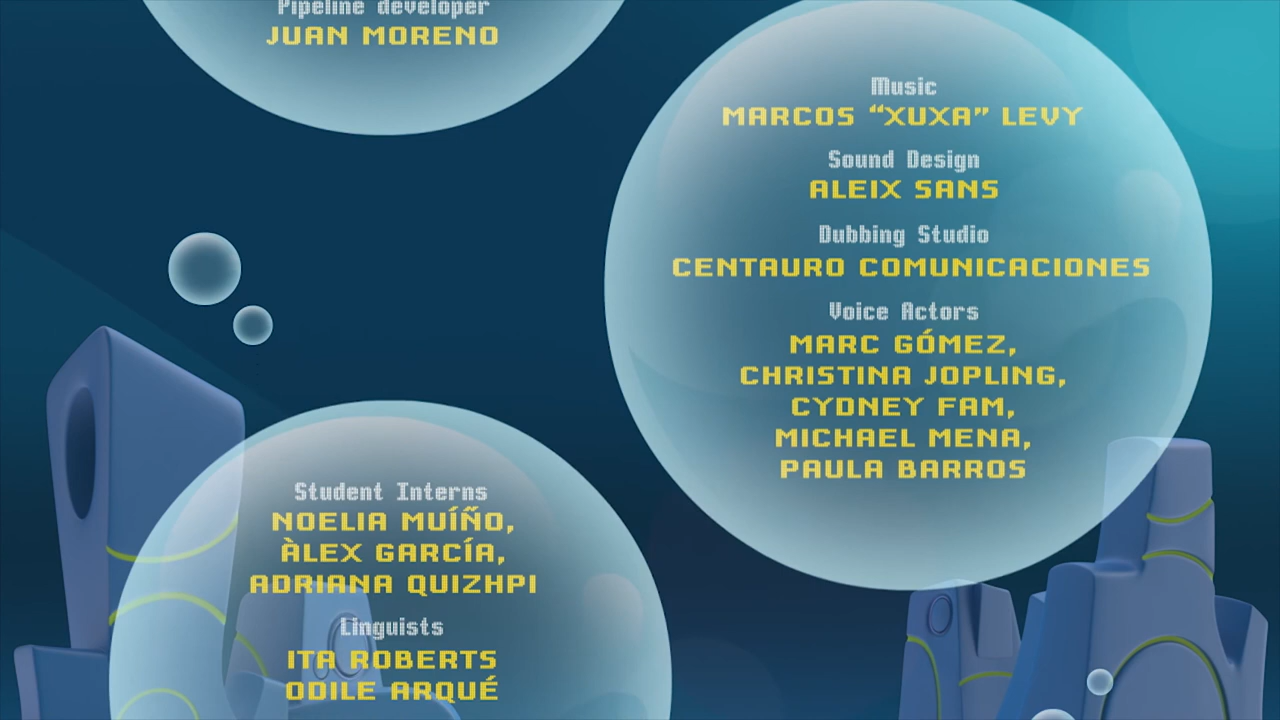 Pipeline developer
JUAN MORENO
Music
MARCOS “XUXA” LEVY
Sound Design
ALEIX SANS
Dubbing Studio
CENTAURO COMUNICACIONES
Voice Actors
MARC GÓMEZ,
CHRISTINA JOPLING,
CYDNEY FAM,
MICHAEL MENA,
PAULA BARROS
Student Interns
NOELIA MUÍÑO,
ÀLEX GARCÍA,
ADRIANA QUIZHPI
Linguists
ITA ROBERTS
ODILE ARQUÉ